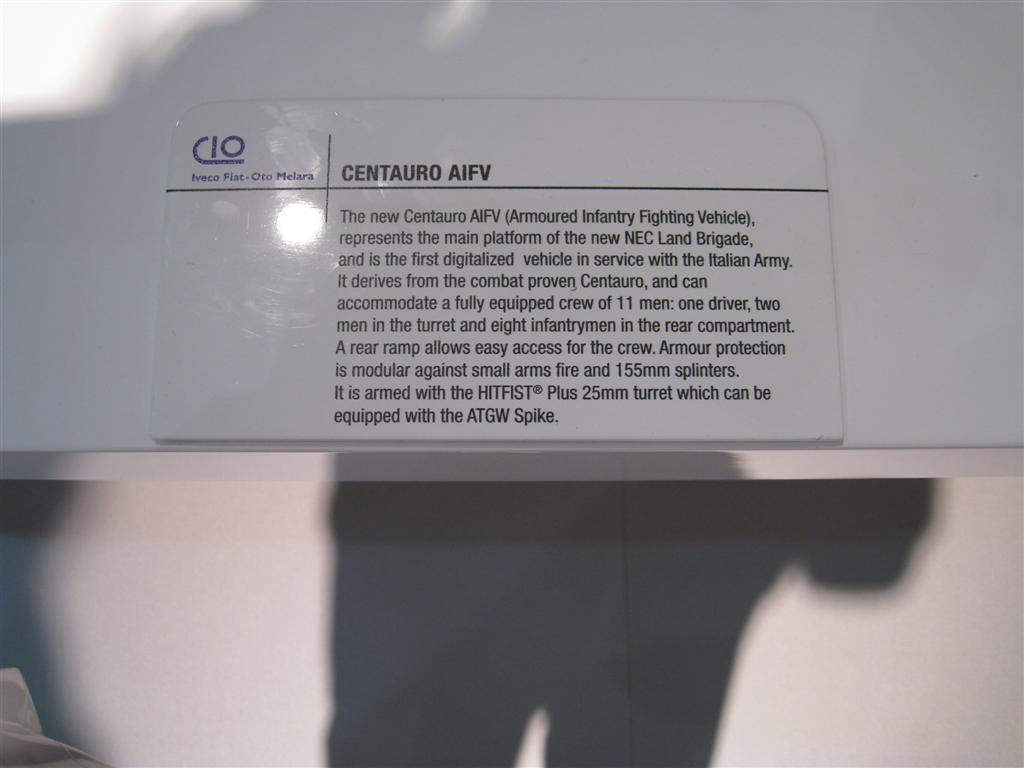 CIO
Iveco Fiat-Oto Melara
CENTAURO AIFV
The new Centauro AIFV (Armoured Infantry Fighting Vehicle),
represents the main platform of the new NEC Land Brigade,
and is the first digitalized vehicle in service with the Italian Army.
It derives from the combat proven Centauro, and can
accommodate a fully equipped crew of 11 men: one driver, two
men in the turret and eight infantrymen in the rear compartment.
A rear ramp allows easy access for the crew. Armour protection
is modular against small arms fire and 155mm splinters.
It is armed with the HITFIST® Plus 25mm turret which can be
equipped with the ATGW Spike.